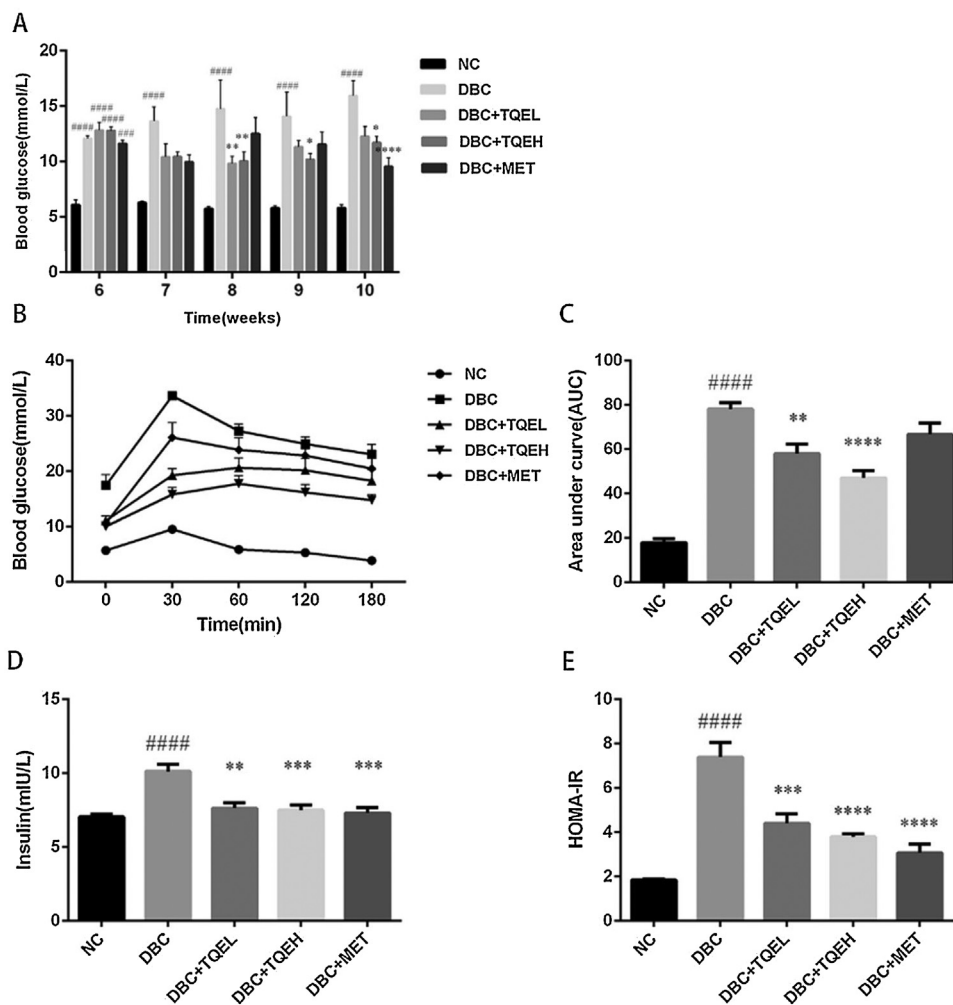 A
Blood glucose(mmol/L)
20
15
10
5
0
####
####
####
####
####
####
####
###
**
**
*
*
****
6
7
8
9
10
Time(weeks)
NC
DBC
DBC+TQEL
DBC+TQEH
DBC+MET
B
Blood glucose(mmol/L)
40
30
20
10
0
0
30
60
120
180
Time(min)
NC
DBC
DBC+TQEL
DBC+TQEH
DBC+MET
C
Area under curve(AUC)
100
80
60
40
20
0
####
**
****
NC
DBC
DBC+TQEL
DBC+TQEH
DBC+MET
D
Insulin(mIU/L)
15
10
5
0
####
**
***
***
NC
DBC
DBC+TQEL
DBC+TQEH
DBC+MET
E
HOMA-IR
10
8
6
4
2
0
####
***
****
****
NC
DBC
DBC+TQEL
DBC+TQEH
DBC+MET